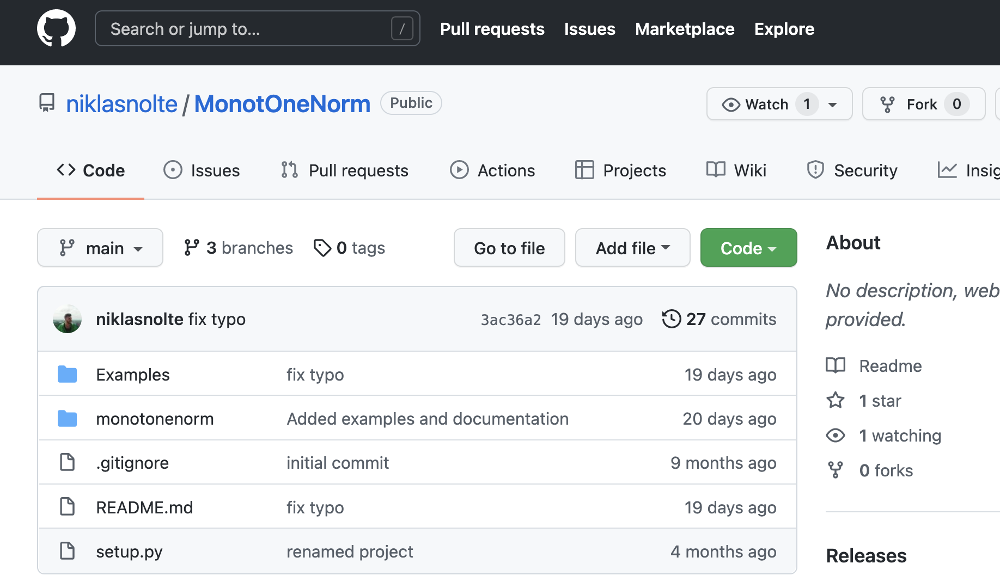 Search or jump to... /
Pull requests Issues Marketplace Explore
niklasnolte / MonotOneNorm Public
Watch 1 Fork 0
Code Issues Pull requests Actions Projects Wiki Security Insig
main 3 branches 0 tags Go to file Add file Code
niklasnolte fix typo 3ac36a2 19 days ago 27 commits
Examples fix typo 19 days ago
monotonenorm Added examples and documentation 20 days ago
.gitignore initial commit 9 months ago
README.md fix typo 19 days ago
setup.py renamed project 4 months ago
About
No description, web
provided.
Readme
1 star
1 watching
0 forks
Releases